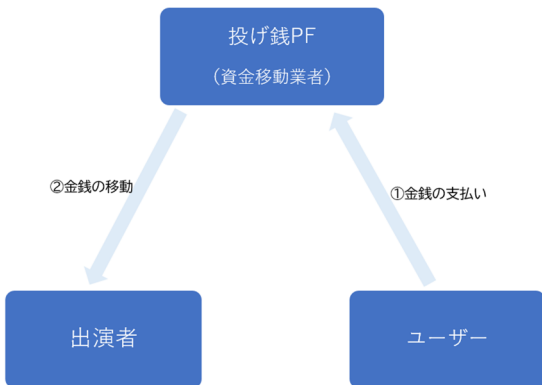 投げ銭PF
（資金移動業者）
②金銭の移動
①金銭の支払い
出演者
ユーザー